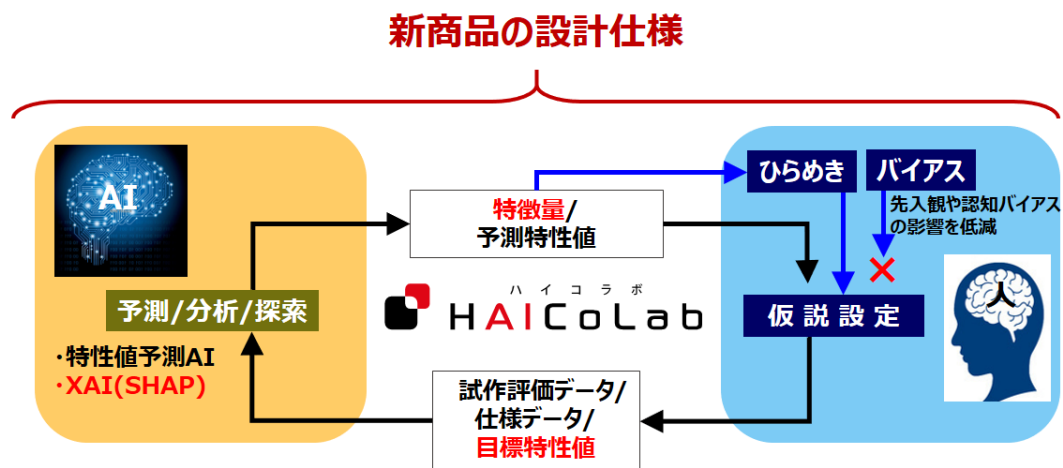 新商品の設計仕様
AI
予測/分析/探索
・特性値予測AI
・XAI(SHAP)
特徴量/
予測特性値
ハイコラボ
HAICoLab
試作評価データ/
仕様データ/
目標特性値
ひらめき
バイアス
先入観や認知バイアス
の影響を低減
人
仮説設定